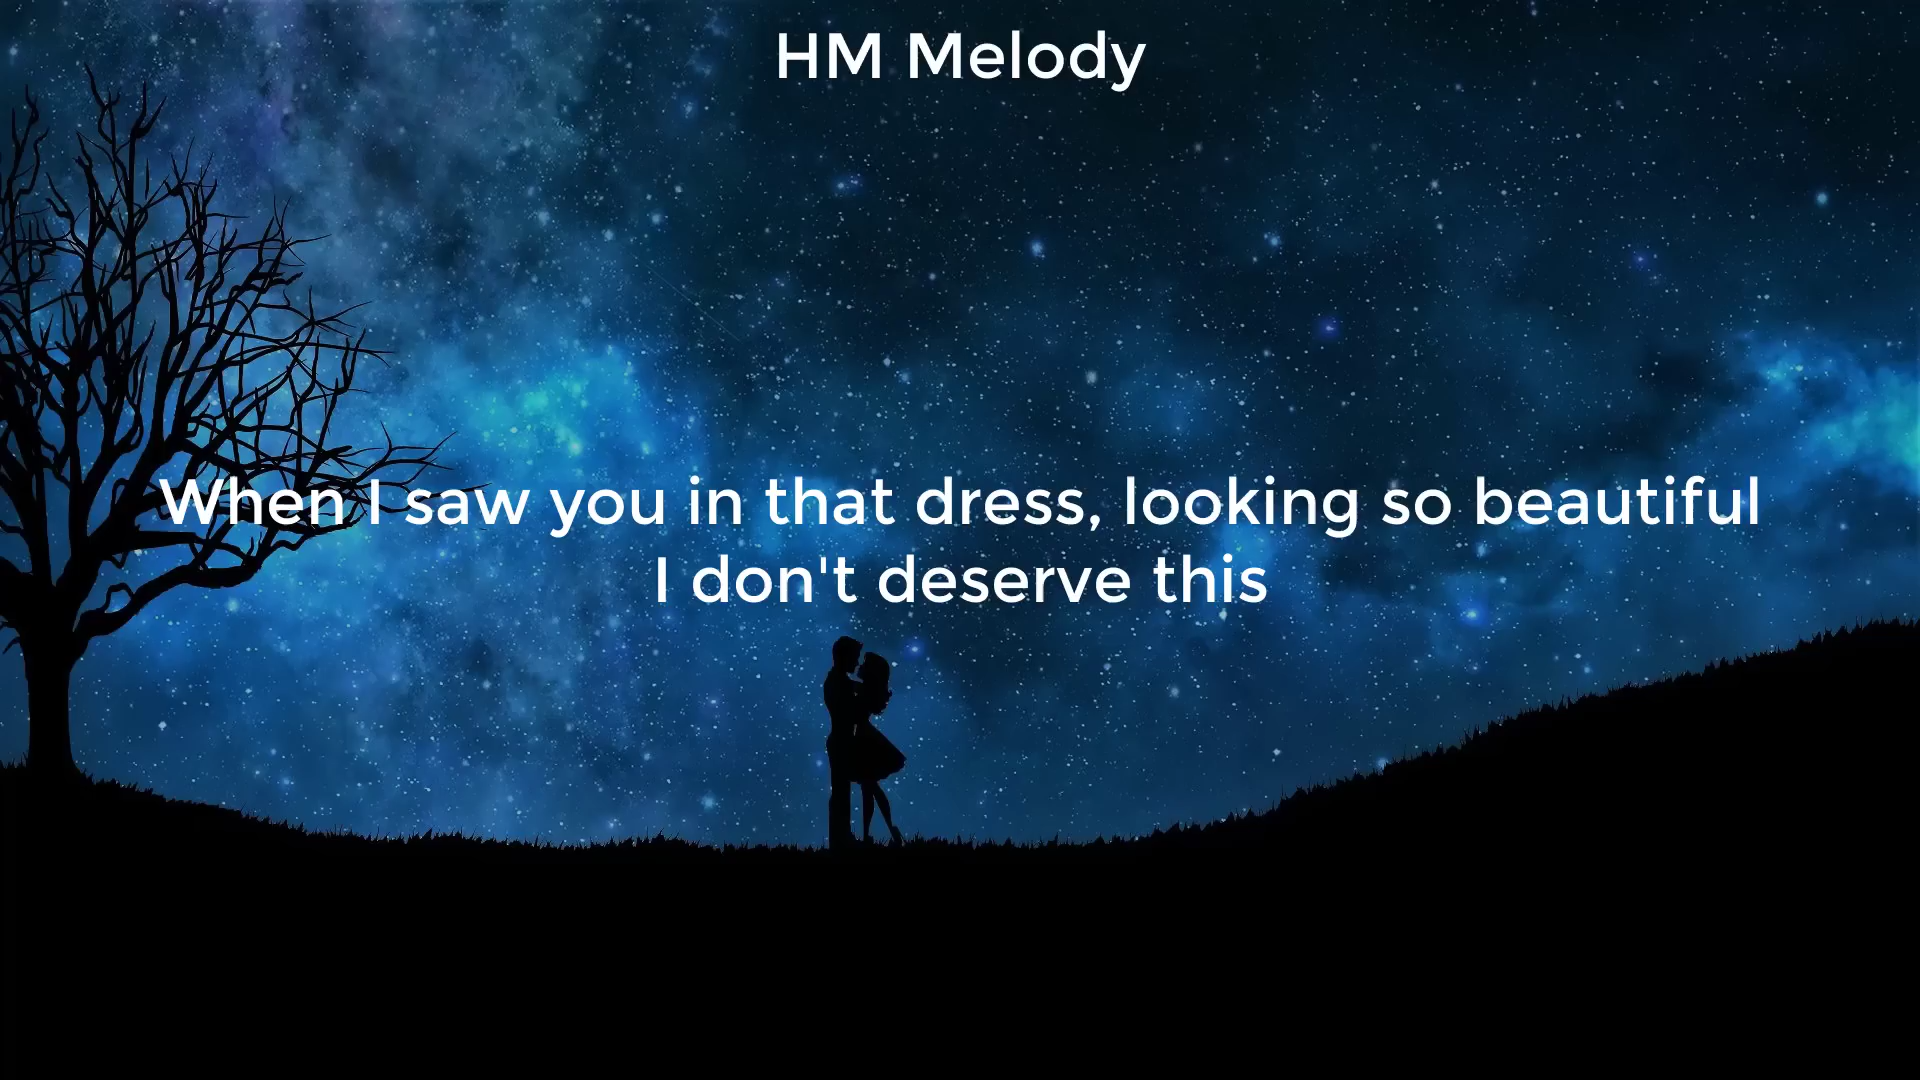 HM Melody
When I saw you in that dress, looking so beautiful
I don't deserve this